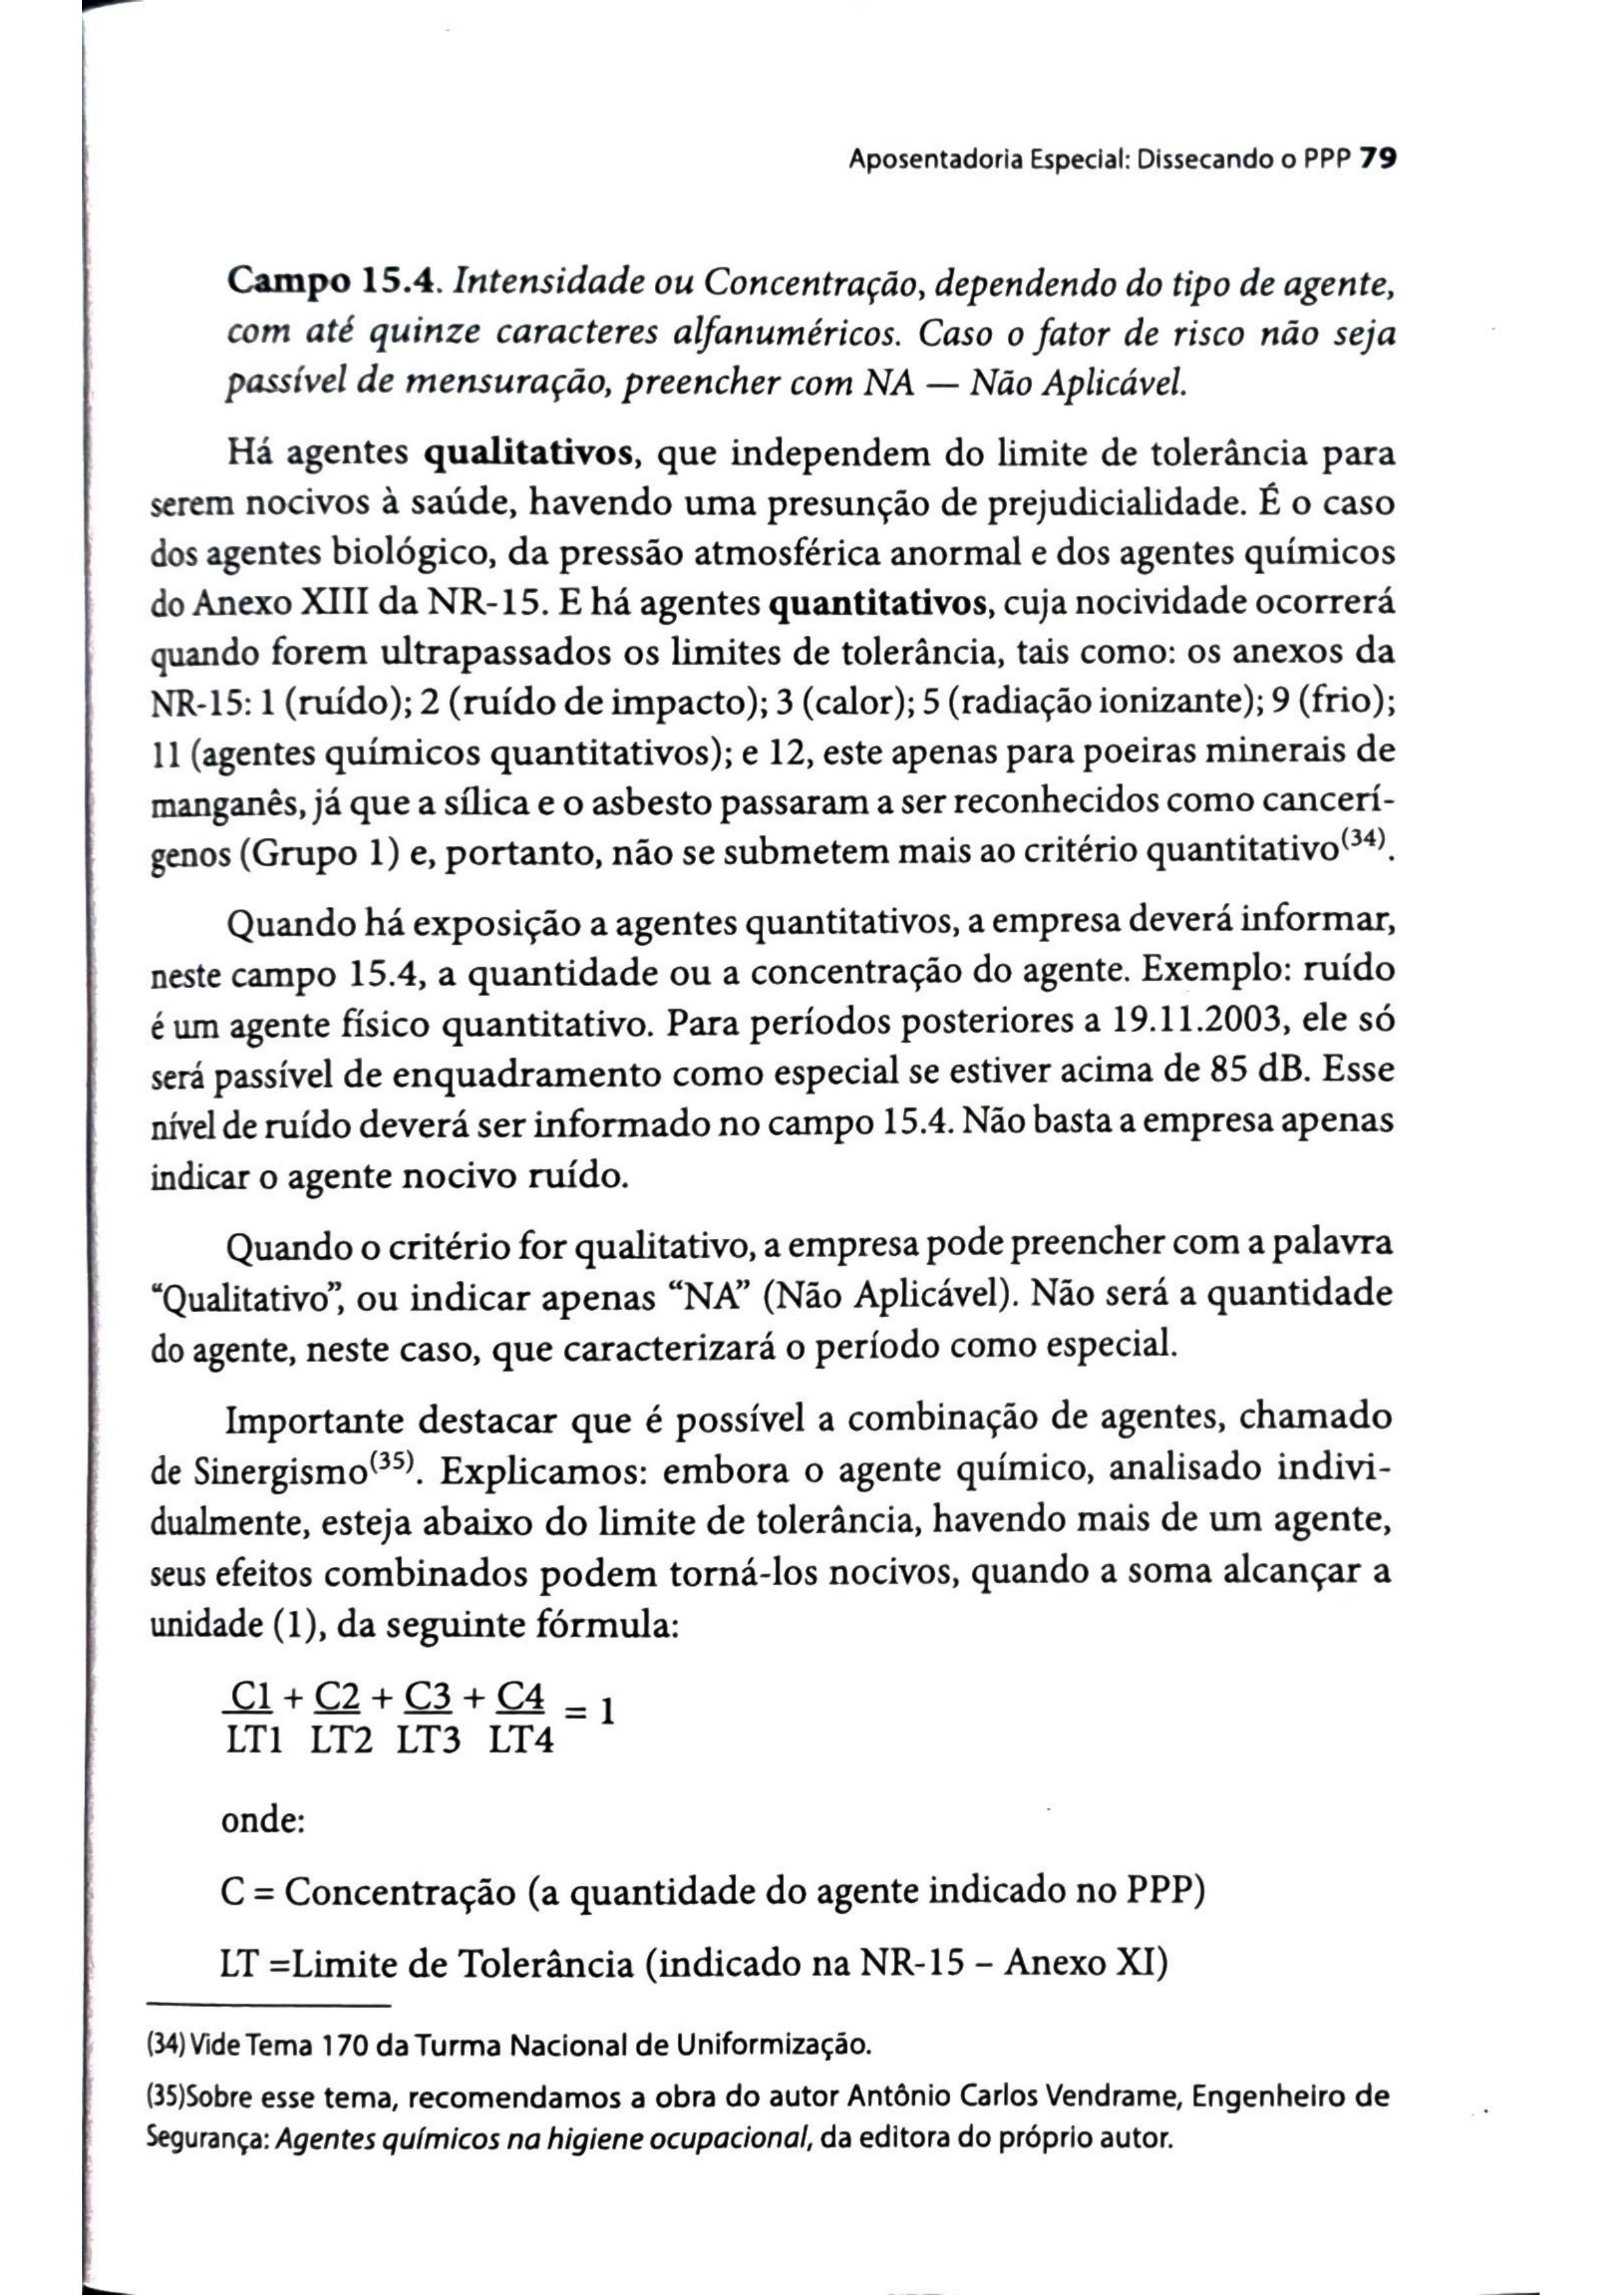 Aposentadoria Especial: Dissecando o PPP 79
Campo 15.4. Intensidade ou Concentração, dependendo do tipo de agente,
com até quinze caracteres alfanuméricos. Caso o fator de risco não seja
passível de mensuração, preencher com NA — Não Aplicável.
Há agentes qualitativos, que independem do limite de tolerância para
serem nocivos à saúde, havendo uma presunção de prejudicialidade. É o caso
dos agentes biológico, da pressão atmosférica anormal e dos agentes químicos
do Anexo XIII da NR-15. E há agentes quantitativos, cuja nocividade ocorrerá
quando forem ultrapassados os limites de tolerância, tais como: os anexos da
NR-15: 1 (ruído); 2 (ruído de impacto); 3 (calor); 5 (radiação ionizante); 9 (frio);
11 (agentes químicos quantitativos); e 12, este apenas para poeiras minerais de
manganês, já que a sílica e o asbesto passaram a ser reconhecidos como cancerí-
genos (Grupo 1) e, portanto, não se submetem mais ao critério quantitativo(34).
Quando há exposição a agentes quantitativos, a empresa deverá informar,
neste campo 15.4, a quantidade ou a concentração do agente. Exemplo: ruído
é um agente físico quantitativo. Para períodos posteriores a 19.11.2003, ele só
será passível de enquadramento como especial se estiver acima de 85 dB. Esse
nível de ruído deverá ser informado no campo 15.4. Não basta a empresa apenas
indicar o agente nocivo ruído.
Quando o critério for qualitativo, a empresa pode preencher com a palavra
“Qualitativo”, ou indicar apenas “NA” (Não Aplicável). Não será a quantidade
do agente, neste caso, que caracterizará o período como especial.
Importante destacar que é possível a combinação de agentes, chamado
de Sinergismo(35). Explicamos: embora o agente químico, analisado indivi-
dualmente, esteja abaixo do limite de tolerância, havendo mais de um agente,
seus efeitos combinados podem torná-los nocivos, quando a soma alcançar a
unidade (1), da seguinte fórmula:
C1 + C2 + C3 + C4 = 1
LT1 LT2 LT3 LT4
onde:
C = Concentração (a quantidade do agente indicado no PPP)
LT =Limite de Tolerância (indicado na NR-15 – Anexo XI)
(34) Vide Tema 170 da Turma Nacional de Uniformização.
(35)Sobre esse tema, recomendamos a obra do autor Antônio Carlos Vendrame, Engenheiro de
Segurança: Agentes químicos na higiene ocupacional, da editora do próprio autor.